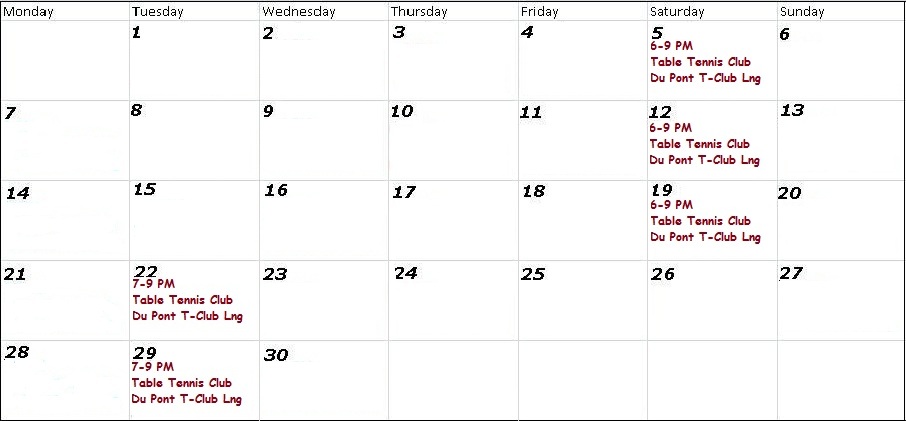 Monday Tuesday Wednesday Thursday Friday Saturday Sunday
1 2 3 4 5 6
6-9 PM
Table Tennis Club
Du Pont T-Club Lng
7 8 9 10 11 12 13
6-9 PM
Table Tennis Club
Du Pont T-Club Lng
14 15 16 17 18 19 20
6-9 PM
Table Tennis Club
Du Pont T-Club Lng
21 22 23 24 25 26 27
7-9 PM
Table Tennis Club
Du Pont T-Club Lng
28 29 30
7-9 PM
Table Tennis Club
Du Pont T-Club Lng